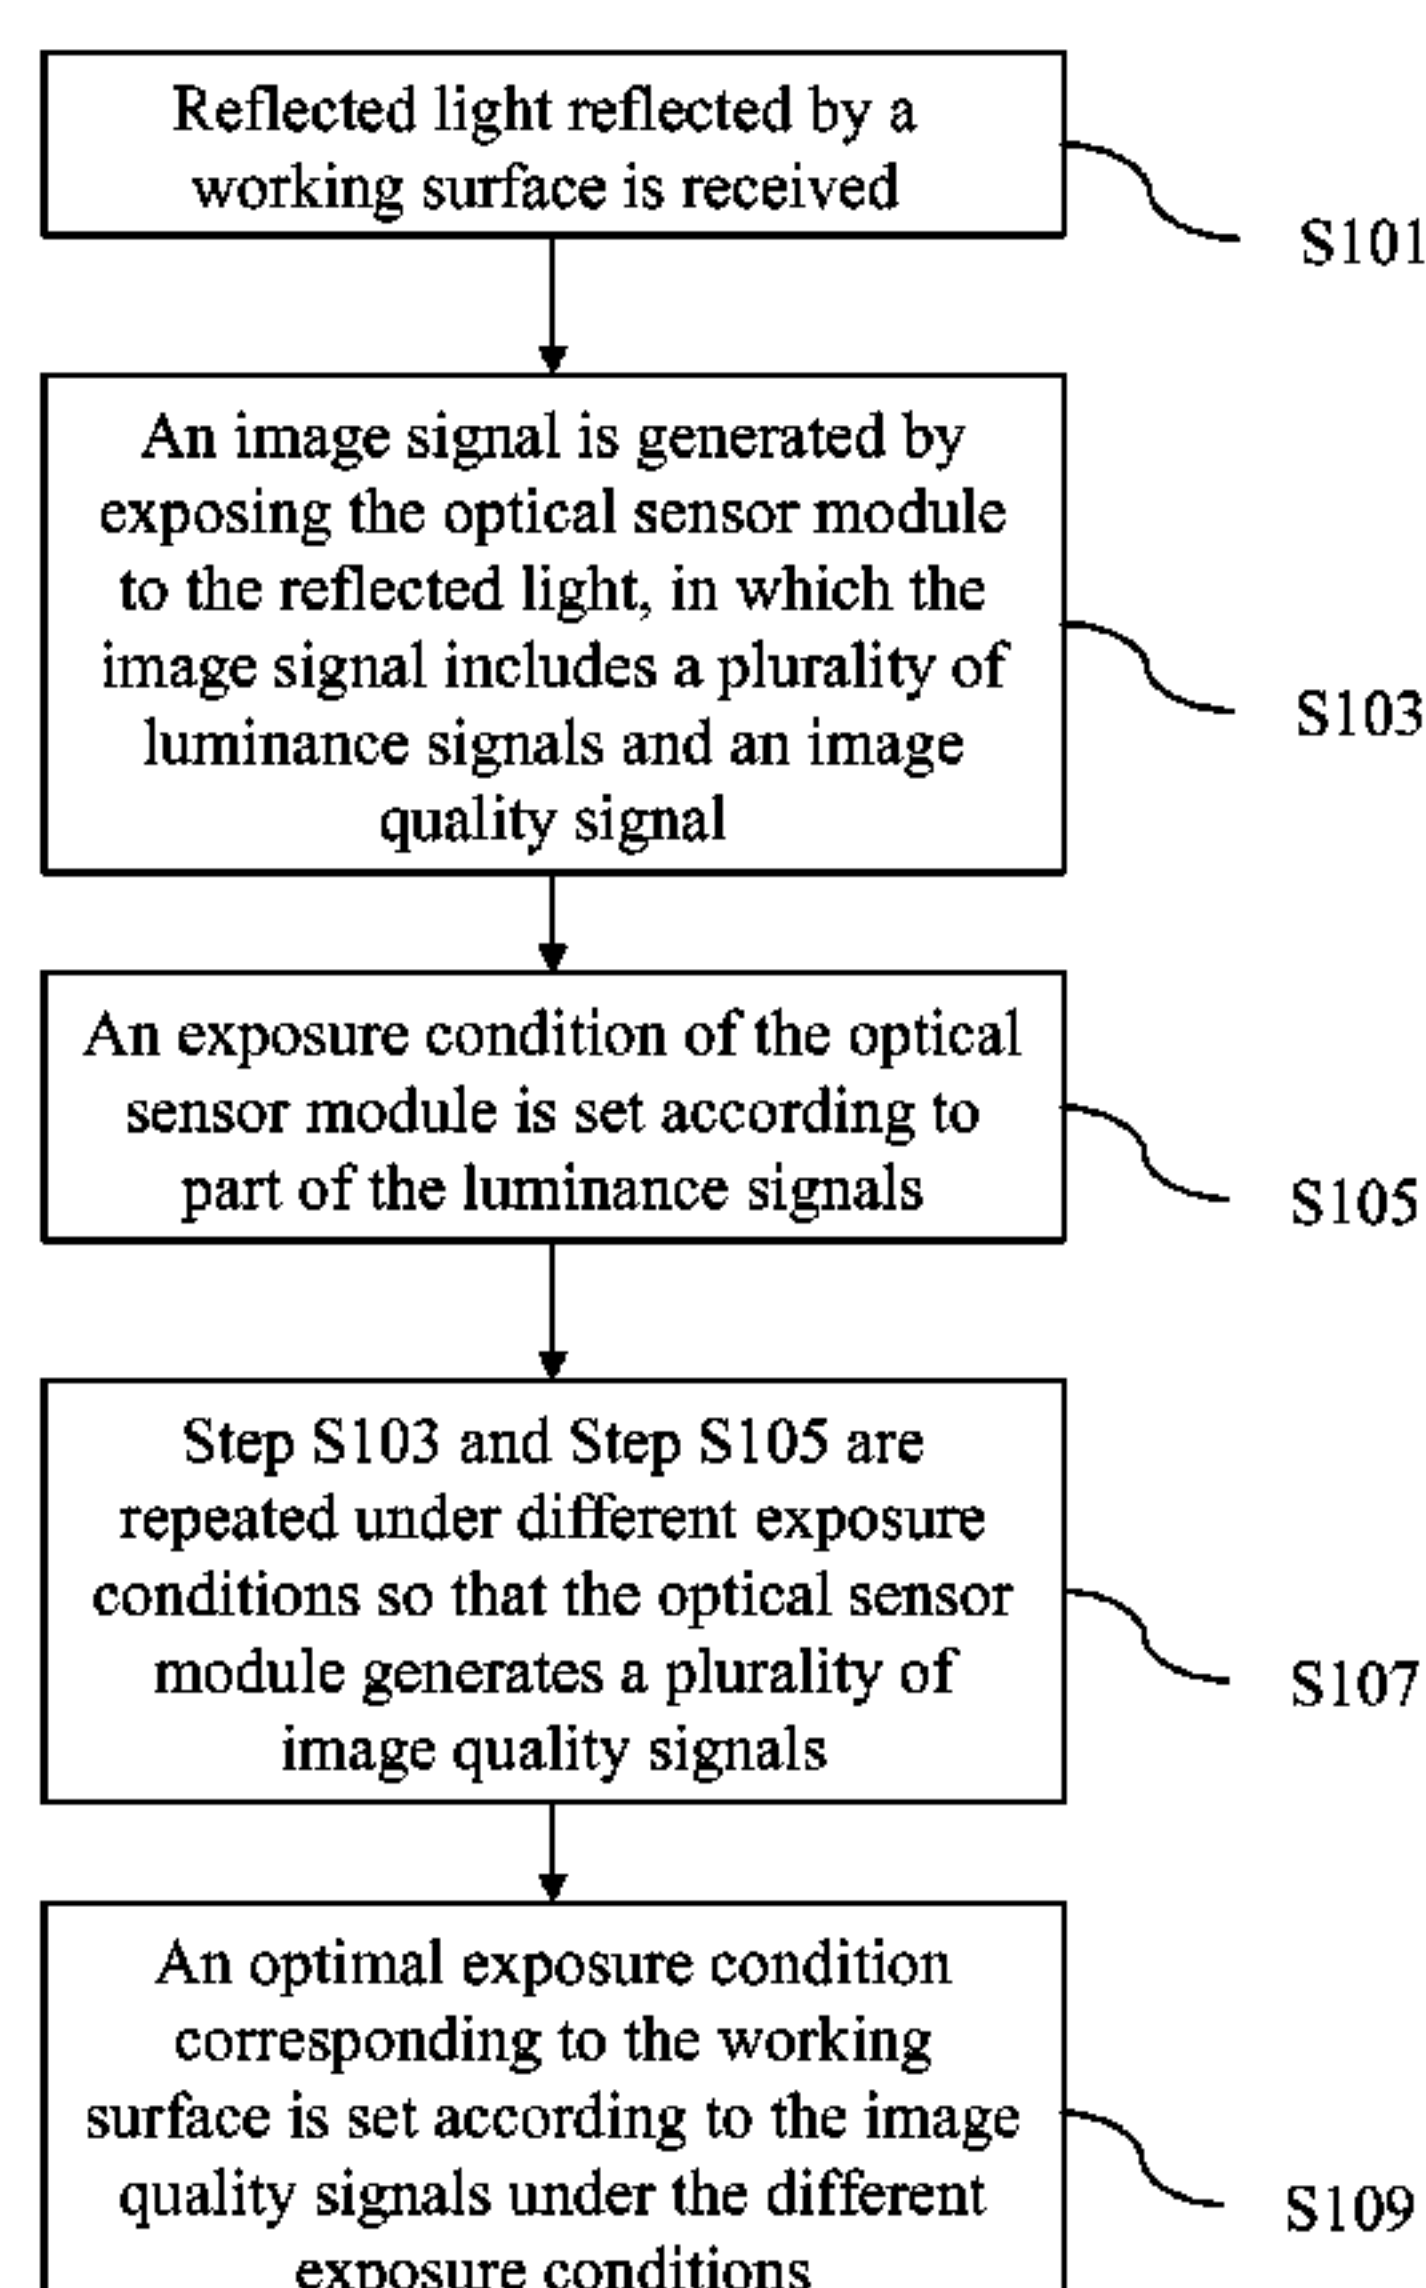 Reflected light reflected by a
working surface is received
S101
An image signal is generated by
exposing the optical sensor module
to the reflected light, in which the
image signal includes a plurality of
luminance signals and an image
quality signal
S103
An exposure condition of the optical
sensor module is set according to
part of the luminance signals
S105
Step S103 and Step S105 are
repeated under different exposure
conditions so that the optical sensor
module generates a plurality of
image quality signals
S107
An optimal exposure condition
corresponding to the working
surface is set according to the image
quality signals under the different
exposure conditions
S109